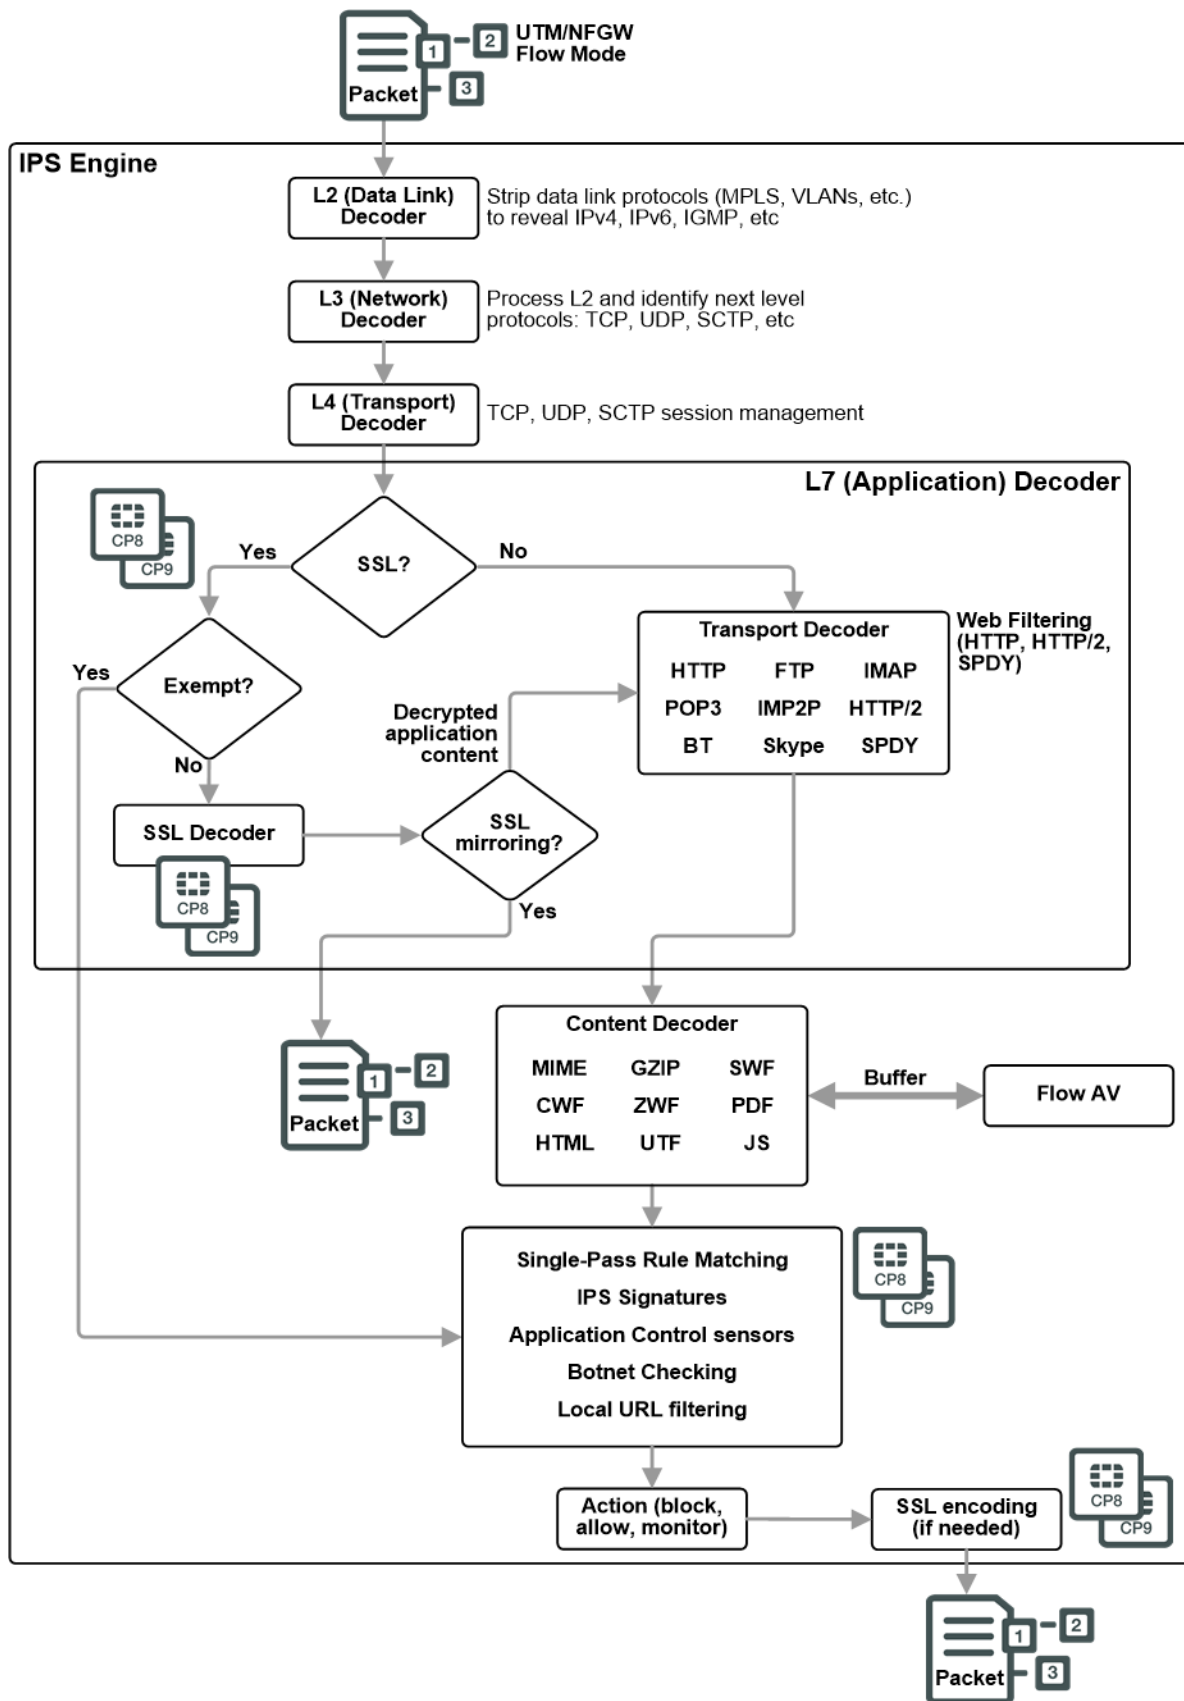 UTM/NFGW
Flow Mode
1
2
3
Packet
IPS Engine
L2 (Data Link)
Decoder
Strip data link protocols (MPLS, VLANs, etc.)
to reveal IPv4, IPv6, IGMP, etc
L3 (Network)
Decoder
Process L2 and identify next level
protocols: TCP, UDP, SCTP, etc
L4 (Transport)
Decoder
TCP, UDP, SCTP session management
L7 (Application) Decoder
CP8
CP9
Yes
SSL?
No
Transport Decoder
HTTP FTP IMAP
POP3 IMP2P HTTP/2
BT Skype SPDY
Web Filtering
(HTTP, HTTP/2,
SPDY)
Yes
Exempt?
No
Decrypted
application
content
SSL Decoder
CP8
CP9
SSL
mirroring?
Yes
1
2
3
Packet
Content Decoder
MIME GZIP SWF
CWF ZWF PDF
HTML UTF JS
Buffer
Flow AV
Single-Pass Rule Matching
IPS Signatures
Application Control sensors
Botnet Checking
Local URL filtering
CP8
CP9
Action (block,
allow, monitor)
SSL encoding
(if needed)
CP8
CP9
1
2
3
Packet